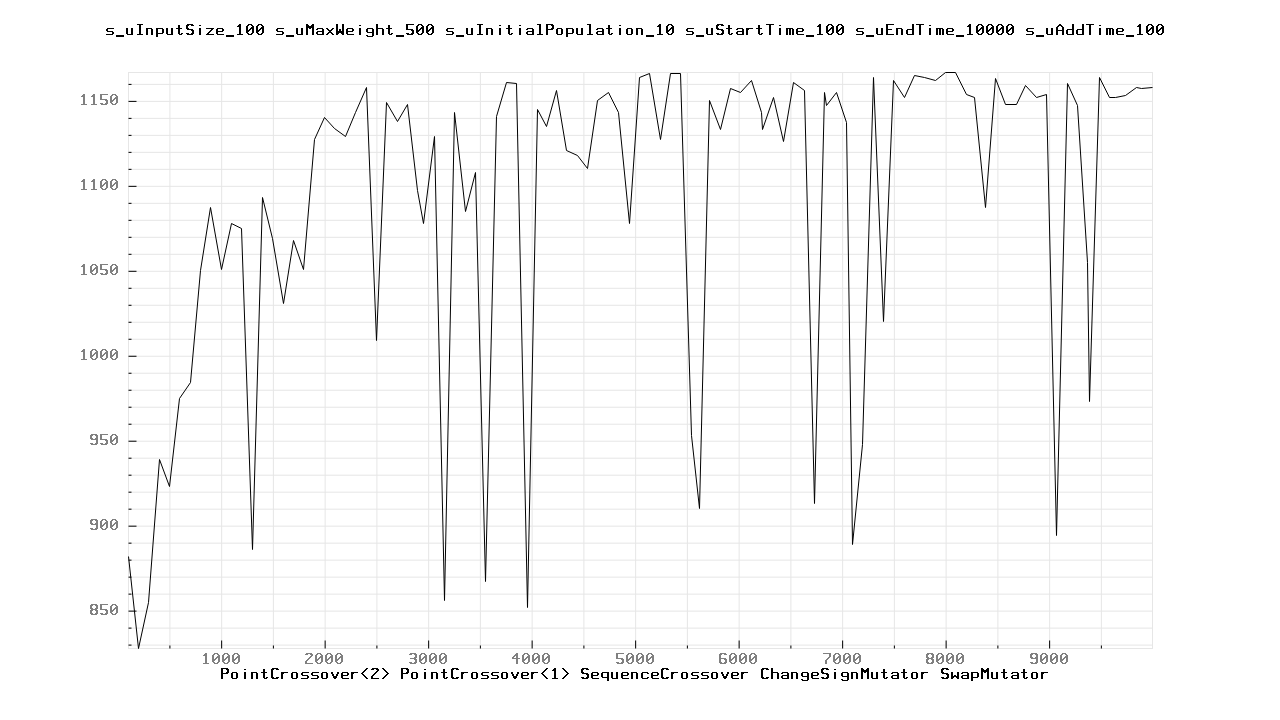 s_uInputSize_100 s_uMaxWeight_500 s_uInitialPopulation_10 s_uStartTime_100 s_uEndTime_10000 s_uAddTime_100
1150
1100
1050
1000
950
900
850
1000 2000 3000 4000 5000 6000 7000 8000 9000
PointCrossover<2> PointCrossover<1> SequenceCrossover ChangeSignMutator SwapMutator